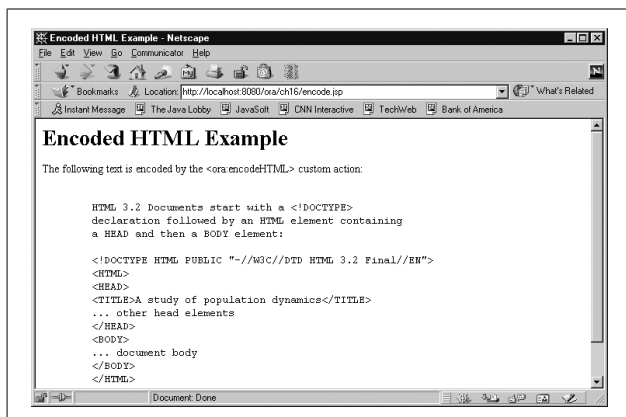 Encoded HTML Example - Netscape
File Edit View Go Communicator Help
Bookmarks Location: http://localhost:8080/ora/ch16/encode.jsp What's Related
Instant Message The Java Lobby JavaSoft CNN Interactive TechWeb Bank of America
Encoded HTML Example
The following text is encoded by the <ora:encodeHTML> custom action:
HTML 3.2 Documents start with a <!DOCTYPE>
declaration followed by an HTML element containing
a HEAD and then a BODY element:
<!DOCTYPE HTML PUBLIC "-//W3C//DTD HTML 3.2 Final//EN">
<HTML>
<HEAD>
<TITLE>A study of population dynamics</TITLE>
... other head elements
</HEAD>
<BODY>
... document body
</BODY>
</HTML>
Document: Done